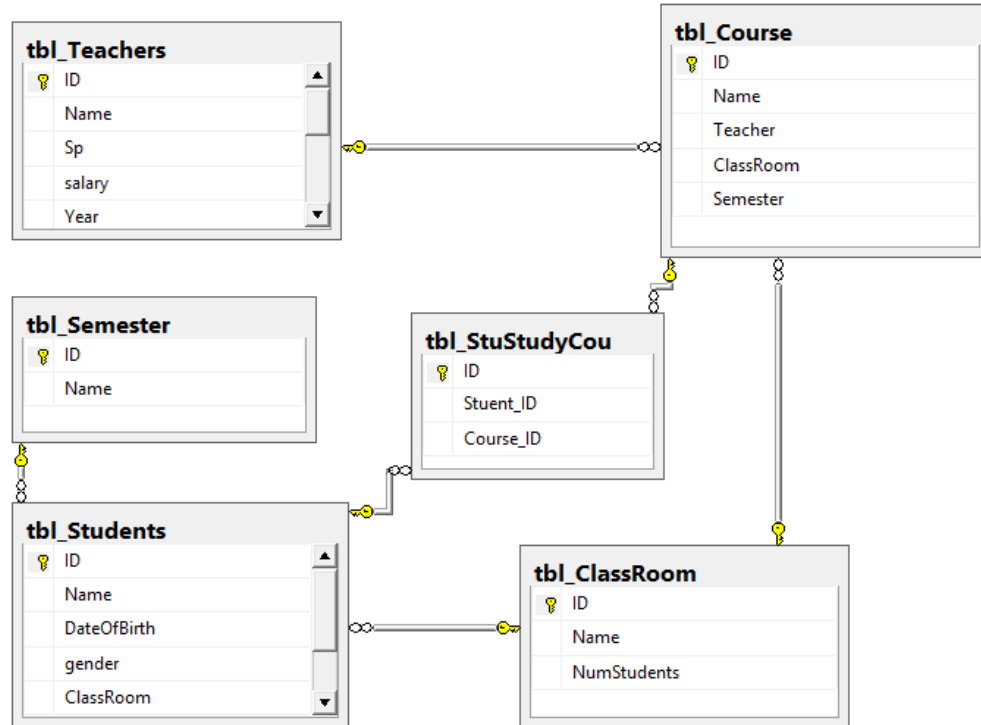 tbl_Teachers
ID
Name
Sp
salary
Year
tbl_Course
ID
Name
Teacher
ClassRoom
Semester
tbl_Semester
ID
Name
tbl_StuStudyCou
ID
Stuent_ID
Course_ID
tbl_Students
ID
Name
DateOfBirth
gender
ClassRoom
tbl_ClassRoom
ID
Name
NumStudents